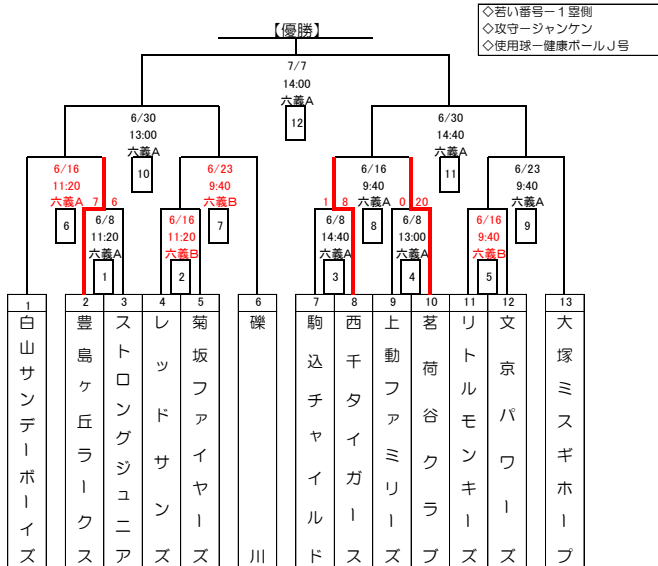 ◇若い番号－１塁側
◇攻守－ジャンケン
◇使用球－健康ボールＪ号
【優勝】
7/7
14:00
六義A
12
6/30
13:00
六義A
10
6/30
14:40
六義A
11
6/16
11:20
六義A
6
7 6
6/23
9:40
六義B
7
6/16
9:40
六義A
8
1 8
0 20
6/23
9:40
六義A
9
6/8
11:20
六義A
1
6/16
11:20
六義B
2
6/8
14:40
六義A
3
6/8
13:00
六義A
4
6/16
9:40
六義B
5
1
白山サンデーボーイズ
2
豊島ヶ丘ラークス
3
ストロングジュニア
4
レッドサンズ
5
菊坂ファイヤーズ
6
礫川
7
駒込チャイルド
8
西千タイガース
9
上動ファミリーズ
10
茗荷谷クラブ
11
リトルモンキーズ
12
文京パワーズ
13
大塚ミスギホープ